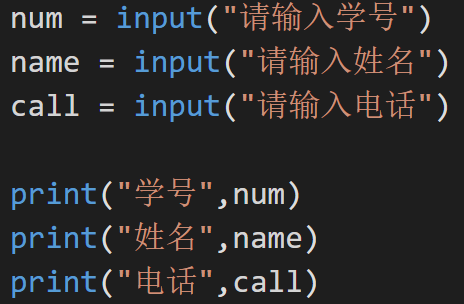 num = input("请输入学号")
name = input("请输入姓名")
call = input("请输入电话")
print("学号",num)
print("姓名",name)
print("电话",call)